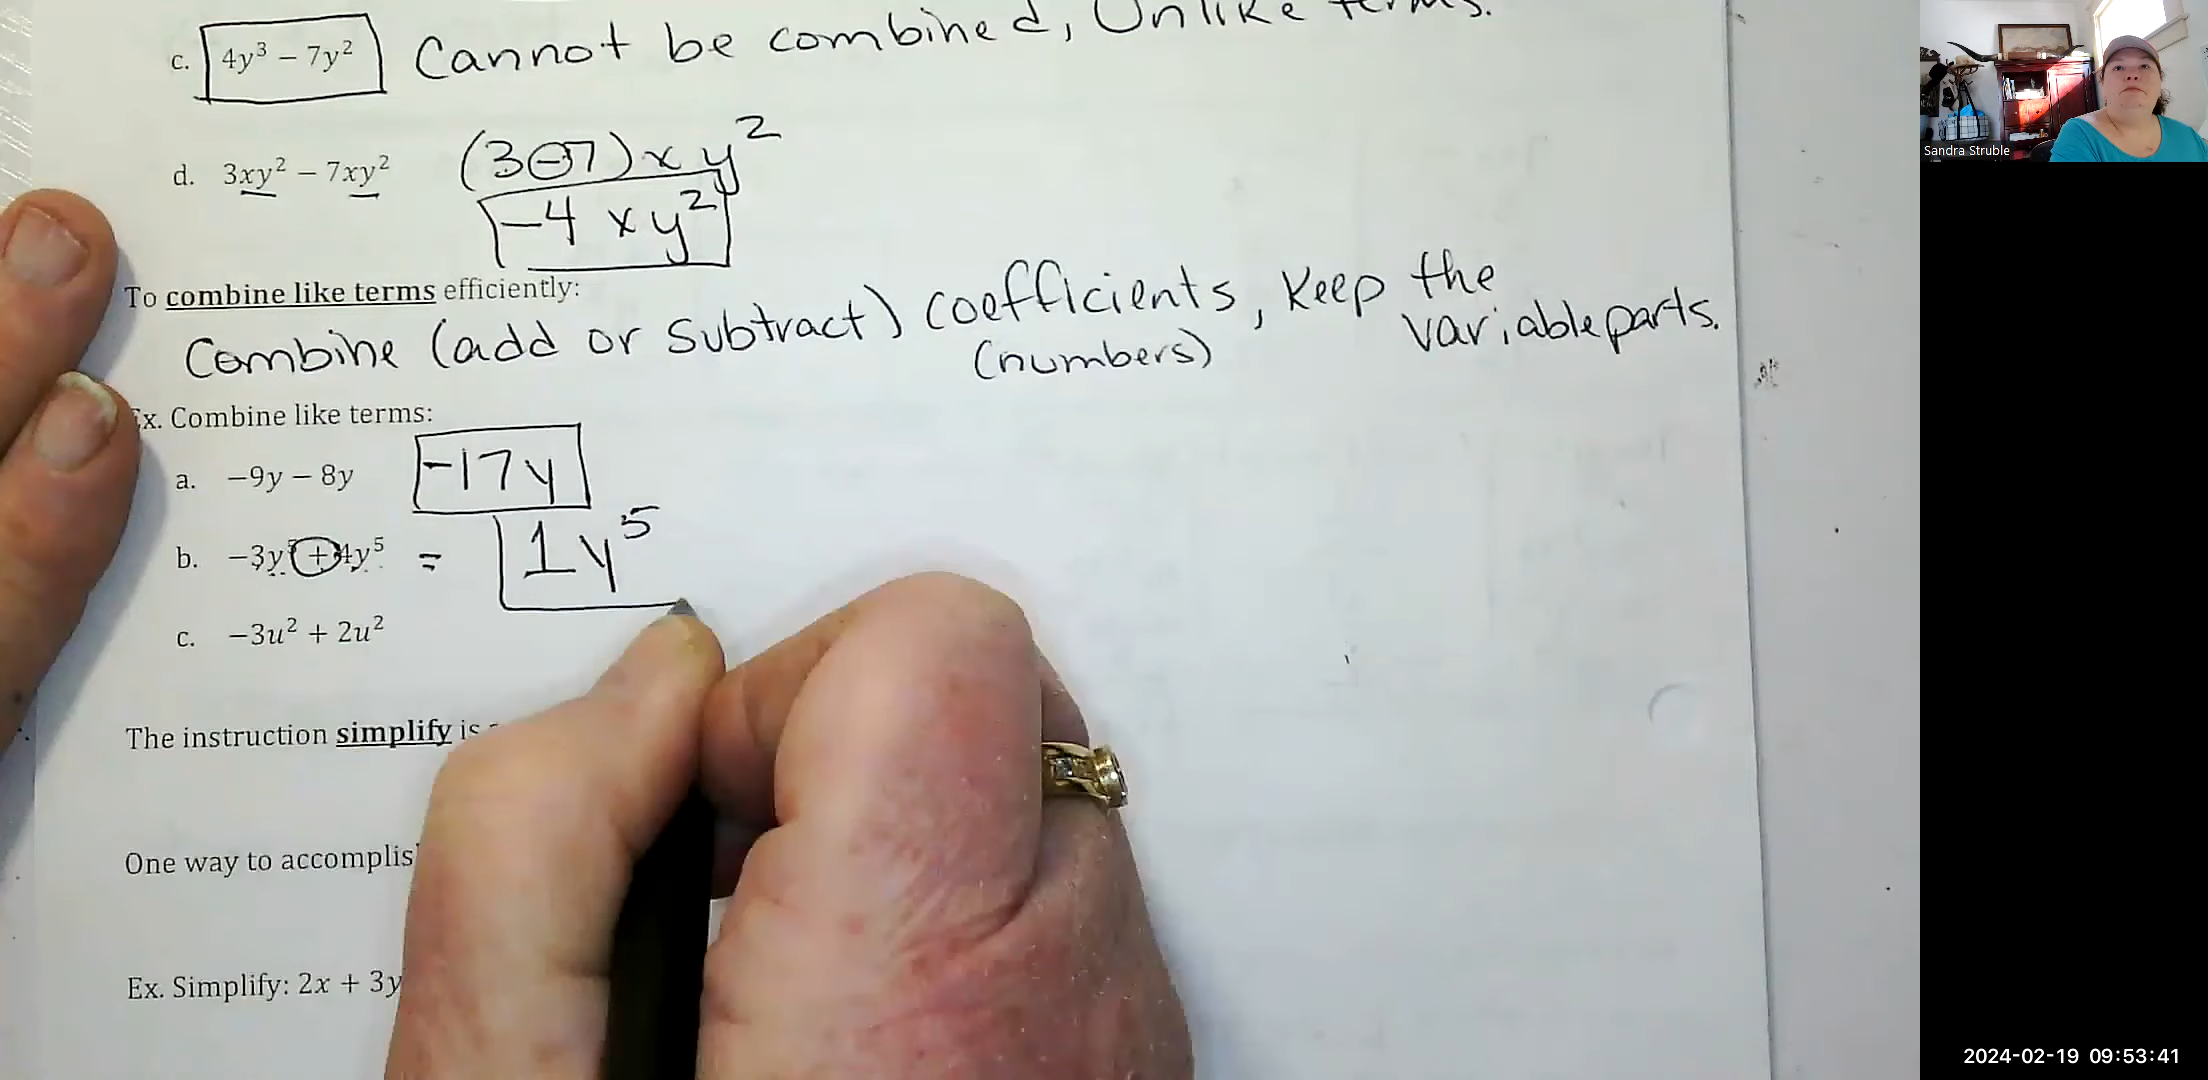 c. 4y³ − 7y² Cannot be combined, Unlike terms.
d. 3xy² − 7xy² (3−7)xy²
−4xy²
To combine like terms efficiently:
Combine (add or subtract) coefficients, keep the
(numbers) variable parts.
Ex. Combine like terms:
a. −9y − 8y −17y
b. −3y⁵ + 4y⁵ = 1y⁵
c. −3u² + 2u²
The instruction simplify is
One way to
Ex. Simplify: 2x + 3y
Sandra Struble
2024-02-19 09:53:41